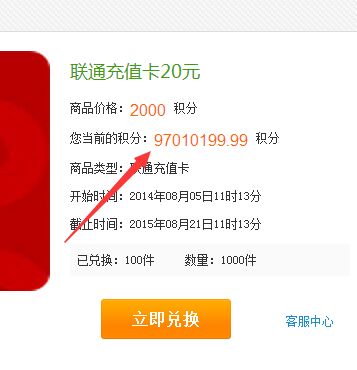 联通充值卡20元
商品价格：2000 积分
您当前的积分：97010199.99 积分
商品类型：联通充值卡
开始时间：2014年08月05日11时13分
截止时间：2015年08月21日11时13分
已兑换：100件 数量：1000件
立即兑换 客服中心